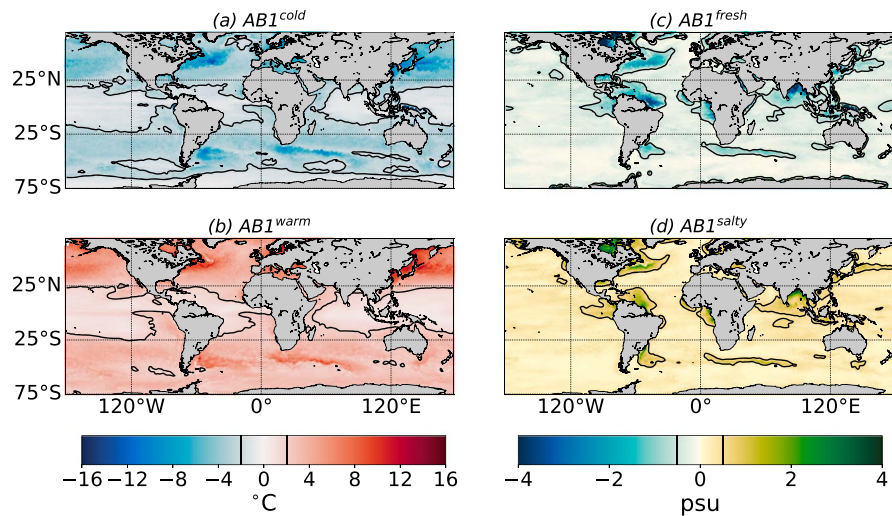 (a) AB1^cold
(c) AB1^fresh
25°N
25°S
75°S
(b) AB1^warm
(d) AB1^salty
25°N
25°S
75°S
120°W 0° 120°E
120°W 0° 120°E
−16 −12 −8 −4 0 4 8 12 16
°C
−4 −2 0 2 4
psu